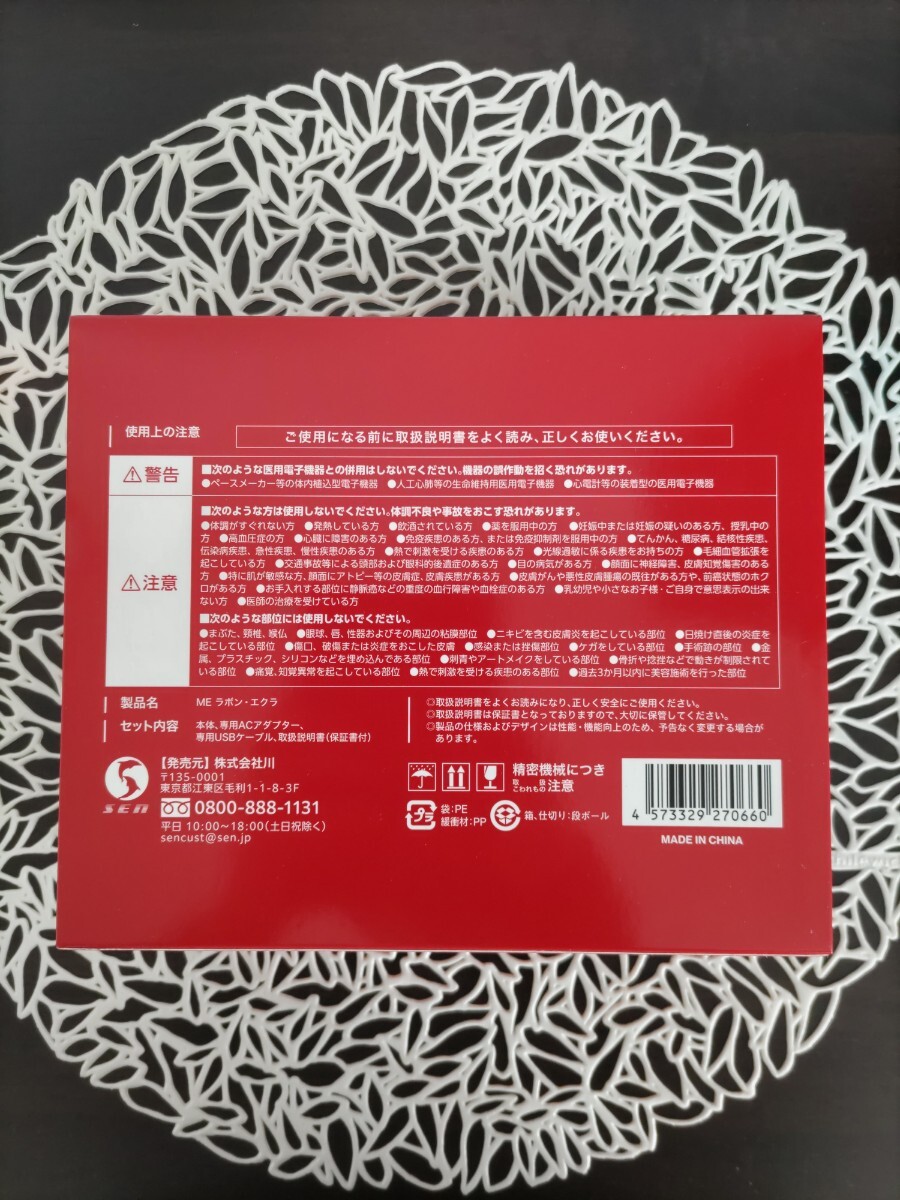 使用上の注意
ご使用になる前に取扱説明書をよく読み、正しくお使いください。
⚠警告
■次のような医用電子機器との併用はしないでください。機器の誤作動を招く恐れがあります。
●ペースメーカー等の体内植込型電子機器 ●人工心肺等の生命維持用医用電子機器 ●心電計等の装着型の医用電子機器
⚠注意
■次のような方は使用しないでください。体調不良や事故をおこす恐れがあります。
●体調がすぐれない方 ●発熱している方 ●飲酒されている方 ●薬を服用中の方 ●妊娠中または妊娠の疑いのある方、授乳中の
方 ●高血圧症の方 ●心臓に障害のある方 ●免疫疾患のある方、または免疫抑制剤を服用中の方 ●てんかん、糖尿病、結核性疾患、
伝染病疾患、急性疾患、慢性疾患のある方 ●熱で刺激を受ける疾患のある方 ●光線過敏に係る疾患をお持ちの方 ●毛細血管拡張を
起こしている方 ●交通事故等による頭部および眼科的後遺症のある方 ●目の病気がある方 ●顔面に神経障害、皮膚知覚傷害のあ
る方 ●特に肌が敏感な方、顔面にアトピー等の皮膚症、皮膚疾患がある方 ●皮膚がんや悪性皮膚腫瘍の既往がある方や、前癌状態のホク
ロがある方 ●お手入れする部位に静脈瘤などの重度の血行障害や血栓症のある方 ●乳幼児や小さなお子様・ご自身で意思表示の出来
ない方 ●医師の治療を受けている方
■次のような部位には使用しないでください。
●まぶた、頸椎、喉仏 ●眼球、唇、性器およびその周辺の粘膜部位 ●ニキビを含む皮膚炎を起こしている部位 ●日焼け直後の炎症を
起こしている部位 ●傷口、破傷または炎症をおこした皮膚 ●感染または挫傷部位 ●ケガをしている部位 ●手術跡の部位 ●金
属、プラスチック、シリコンなどを埋め込んである部位 ●刺青やアートメイクをしている部位 ●骨折や捻挫などで動きが制限されて
いる部位 ●痛覚、知覚異常を起こしている部位 ●熱で刺激を受ける疾患のある部位 ●過去3か月以内に美容施術を行った部位
製品名 ME ラボン・エクラ
セット内容 本体、専用ACアダプター、
専用USBケーブル、取扱説明書(保証書付)
◎取扱説明書をよくお読みになり、正しく安全にご使用ください。
◎取扱説明書は保証書となっておりますので、大切に保管してください。
◎製品の仕様およびデザインは性能・機能向上のため、予告なく変更する場合が
あります。
SEN
【発売元】株式会社川
〒135-0001
東京都江東区毛利1-1-8-3F
0800-888-1131
平日 10:00〜18:00(土日祝除く)
sencust@sen.jp
精密機械につき
取扱注意
こわれもの
プラ
袋:PE
緩衝材:PP
箱、仕切り:段ボール
4 573329 270660
MADE IN CHINA